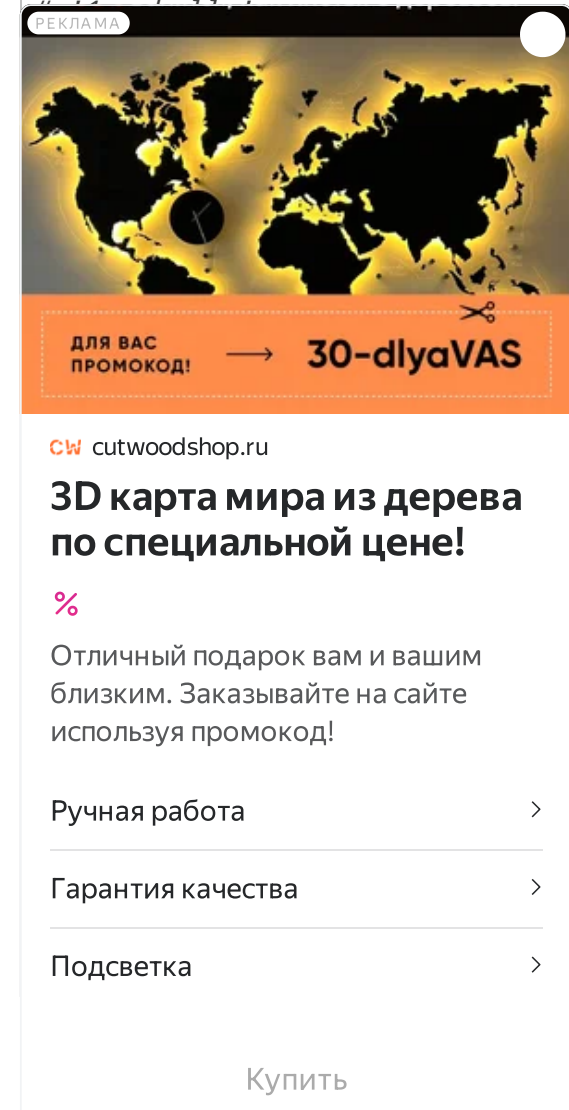 РЕКЛАМА
ДЛЯ ВАС
ПРОМОКОД!
30-dlyaVAS
CW cutwoodshop.ru
3D карта мира из дерева
по специальной цене!
%
Отличный подарок вам и вашим
близким. Заказывайте на сайте
используя промокод!
Ручная работа
Гарантия качества
Подсветка
Купить